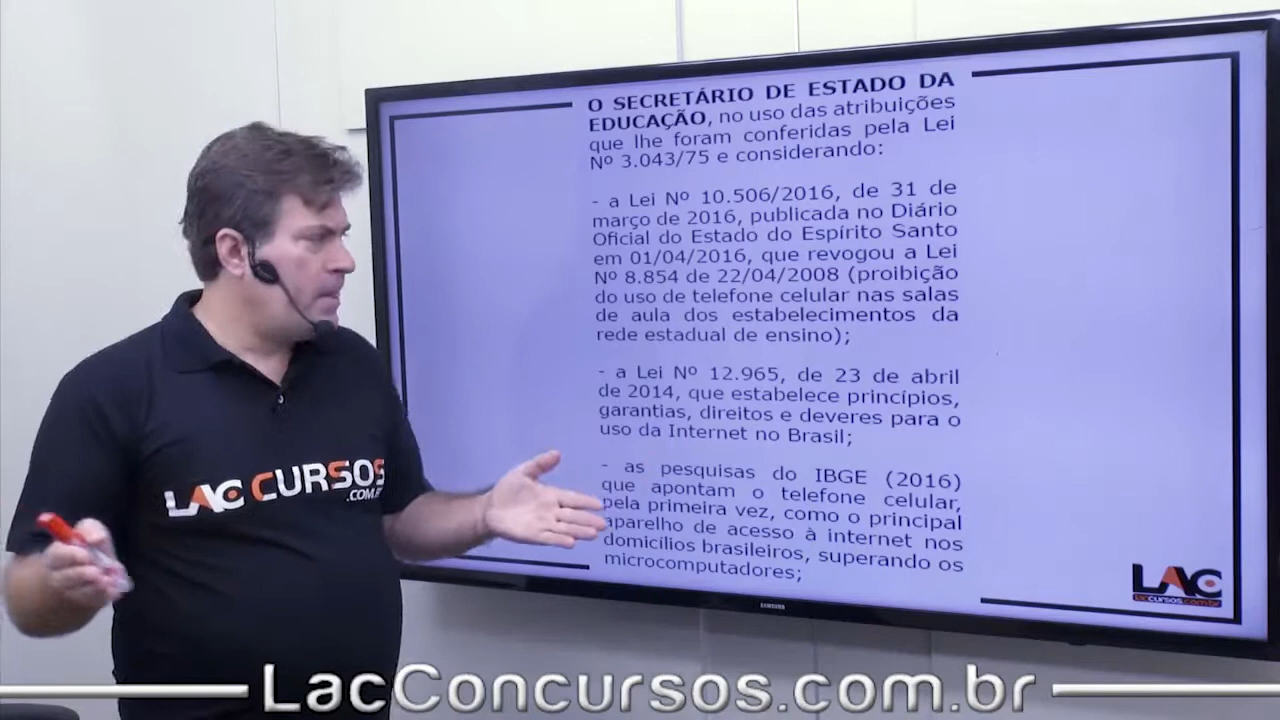 O SECRETÁRIO DE ESTADO DA
EDUCAÇÃO, no uso das atribuições
que lhe foram conferidas pela Lei
Nº 3.043/75 e considerando:
- a Lei Nº 10.506/2016, de 31 de
março de 2016, publicada no Diário
Oficial do Estado do Espírito Santo
em 01/04/2016, que revogou a Lei
Nº 8.854 de 22/04/2008 (proibição
do uso de telefone celular nas salas
de aula dos estabelecimentos da
rede estadual de ensino);
- a Lei Nº 12.965, de 23 de abril
de 2014, que estabelece princípios,
garantias, direitos e deveres para o
uso da Internet no Brasil;
- as pesquisas do IBGE (2016)
que apontam o telefone celular,
pela primeira vez, como o principal
aparelho de acesso à internet nos
domicílios brasileiros, superando os
microcomputadores;
LAC
laccursos.com.br
SAMSUNG
LAC CURSOS
.COM.B
LacConcursos.com.br